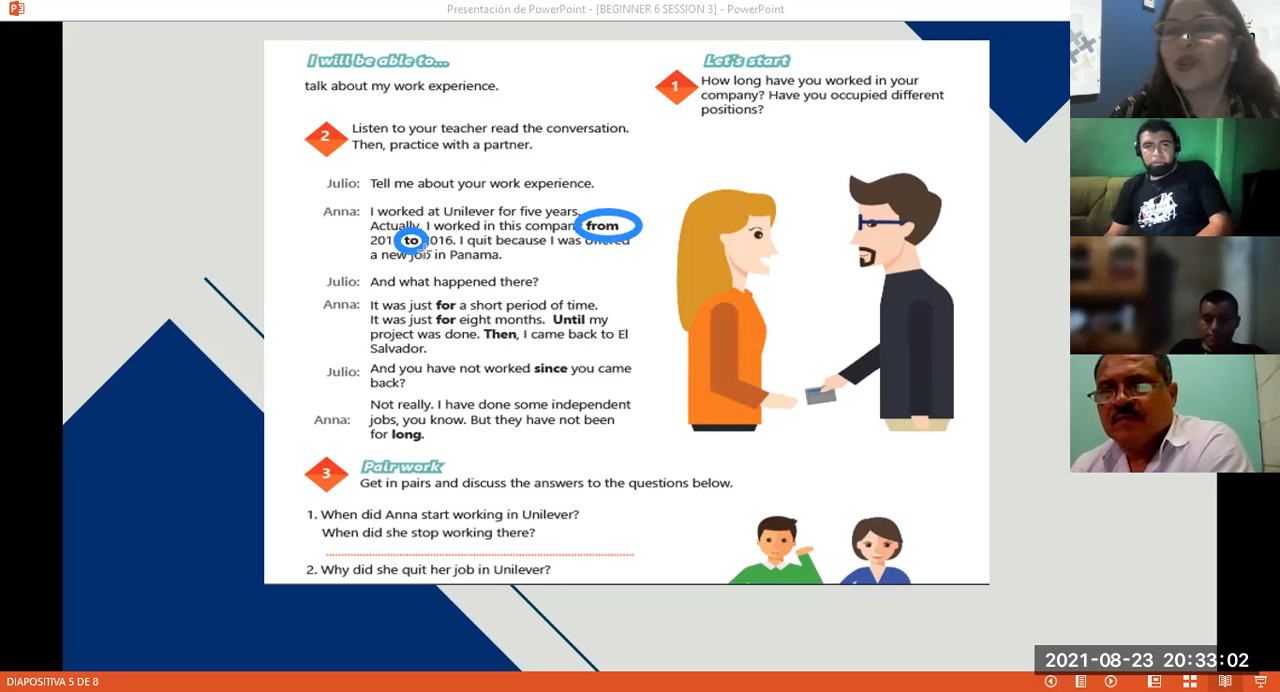 Presentación de PowerPoint - [BEGINNER 6 SESSION 3] - PowerPoint
I will be able to...
talk about my work experience.
Let's start
1
How long have you worked in your
company? Have you occupied different
positions?
2
Listen to your teacher read the conversation.
Then, practice with a partner.
Julio: Tell me about your work experience.
Anna: I worked at Unilever for five years.
Actually, I worked in this company from
to 2016. I quit because I was offered
a new job in Panama.
Julio: And what happened there?
Anna: It was just for a short period of time.
It was just for eight months. Until my
project was done. Then, I came back to El
Salvador.
Julio: And you have not worked since you came
back?
Anna: Not really. I have done some independent
jobs, you know. But they have not been
for long.
3
Pair work
Get in pairs and discuss the answers to the questions below.
1. When did Anna start working in Unilever?
When did she stop working there?
2. Why did she quit her job in Unilever?
2021-08-23 20:33:02
DIAPOSITIVA 5 DE 8